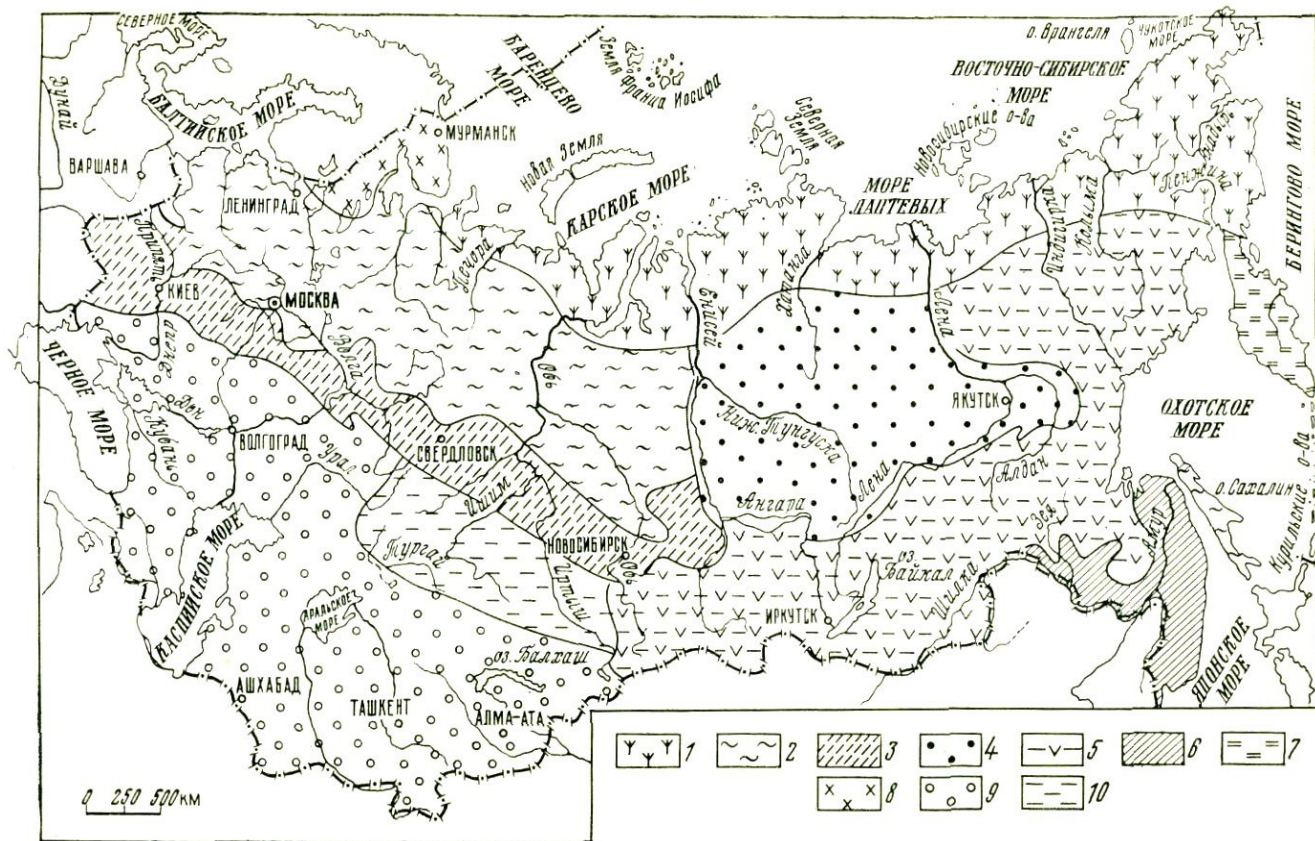 СЕВЕРНОЕ МОРЕ
БАЛТИЙСКОЕ МОРЕ
Дунай
ВАРШАВА
БАРЕНЦЕВО
МОРЕ
Земля
Франца Иосифа
МУРМАНСК
Новая Земля
КАРСКОЕ МОРЕ
Северная
Земля
МОРЕ
ЛАПТЕВЫХ
Новосибирские о-ва
ВОСТОЧНО-СИБИРСКОЕ
МОРЕ
о. Врангеля
ЧУКОТСКОЕ
МОРЕ
БЕРИНГОВО МОРЕ
Анадырь
Пенжина
Колыма
Индигирка
ЛЕНИНГРАД
Печора
Припять
КИЕВ
МОСКВА
Волга
Обь
Енисей
Хатанга
Лена
ЯКУТСК
ОХОТСКОЕ
МОРЕ
ЧЕРНОЕ МОРЕ
Днепр
Дон
Кубань
ВОЛГОГРАД
Урал
СВЕРДЛОВСК
Ишим
Тургай
НОВОСИБИРСК
Иртыш
Обь
Ниж. Тунгуска
Ангара
Лена
Алдан
Зея
Амур
о. Сахалин
Курильские о-ва
ИРКУТСК
оз.
Байкал
Шилка
ЯПОНСКОЕ
МОРЕ
КАСПИЙСКОЕ МОРЕ
АРАЛЬСКОЕ
МОРЕ
оз. Балхаш
АШХАБАД
ТАШКЕНТ
АЛМА-АТА
0 250 500 КМ
1 2 3 4 5 6 7
8 9 10